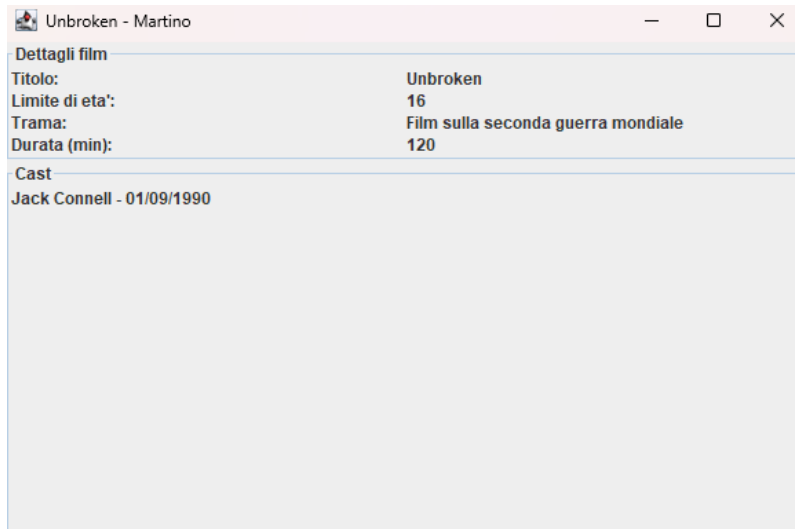 Unbroken - Martino
Dettagli film
Titolo: Unbroken
Limite di eta': 16
Trama: Film sulla seconda guerra mondiale
Durata (min): 120
Cast
Jack Connell - 01/09/1990